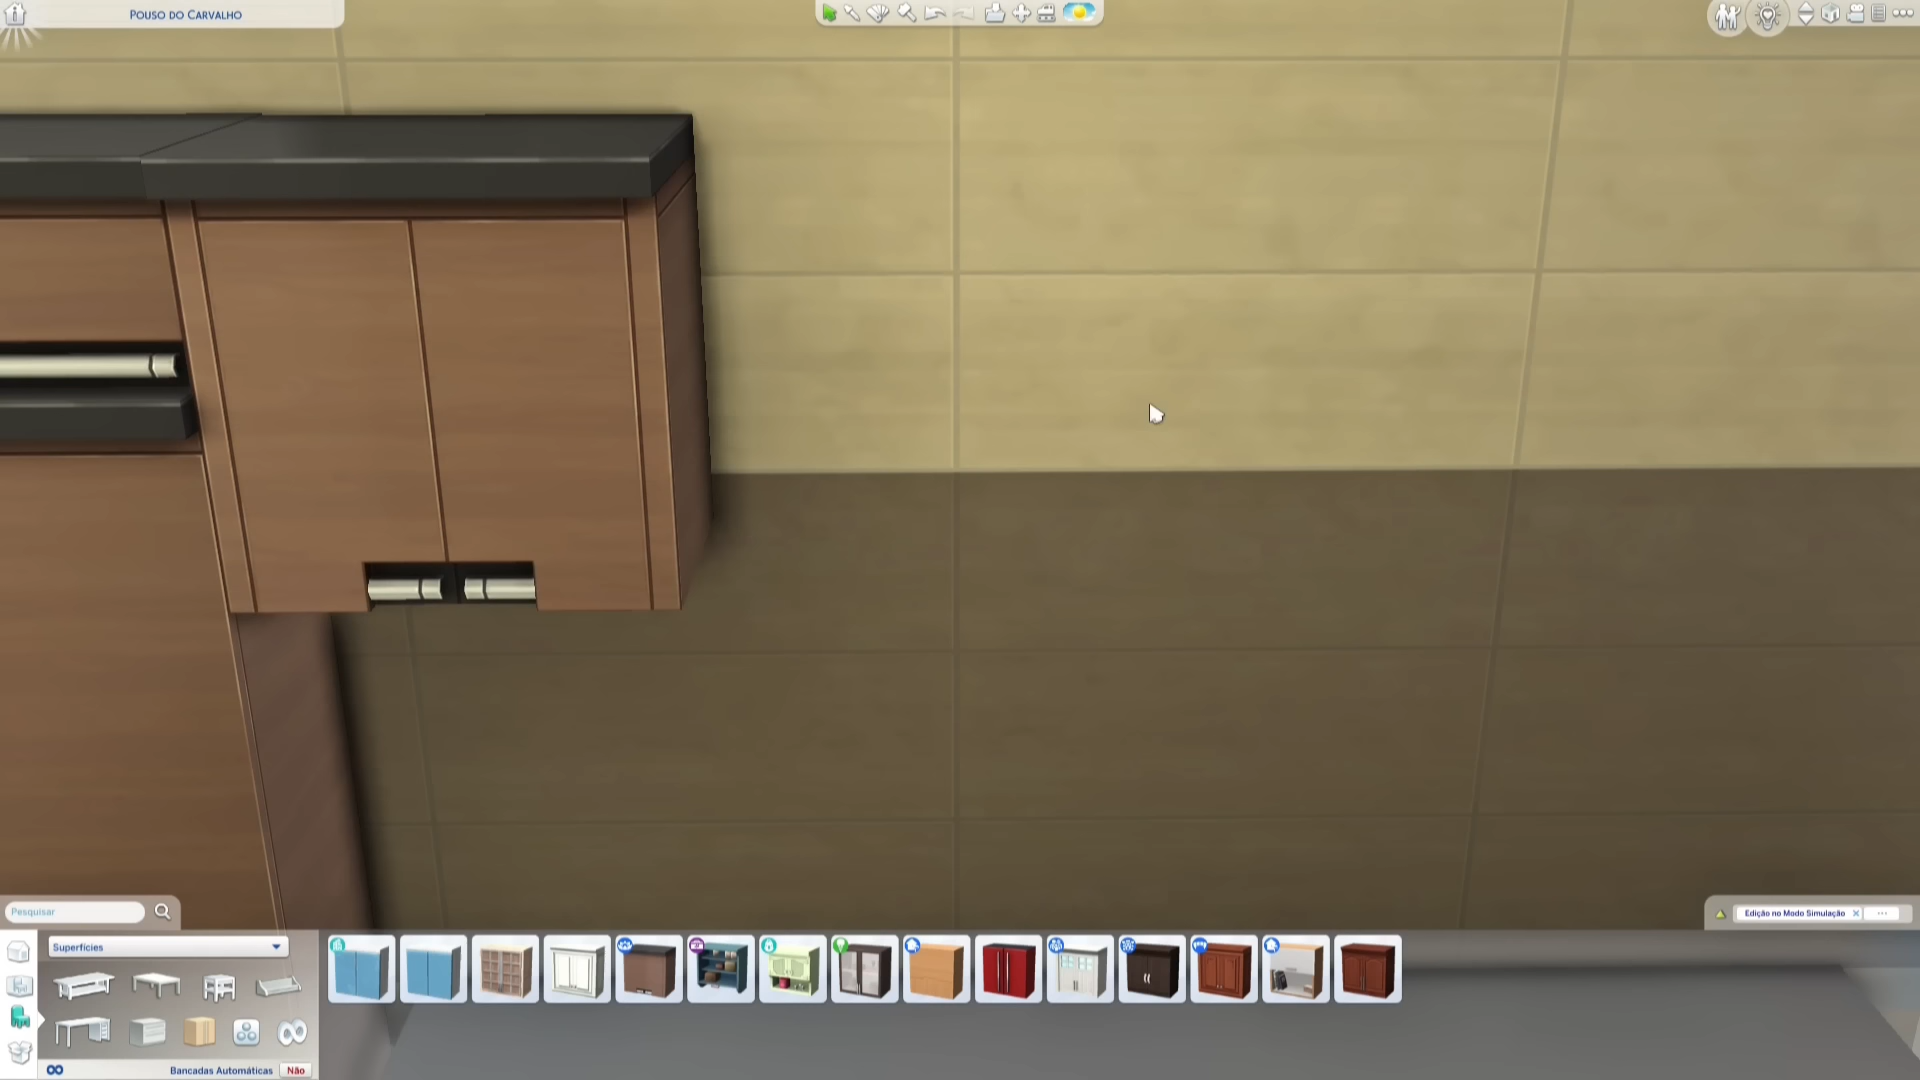 Pouso do Carvalho
Pesquisar
Edição no Modo Simulação
Superfícies
Bancadas Automáticas Não